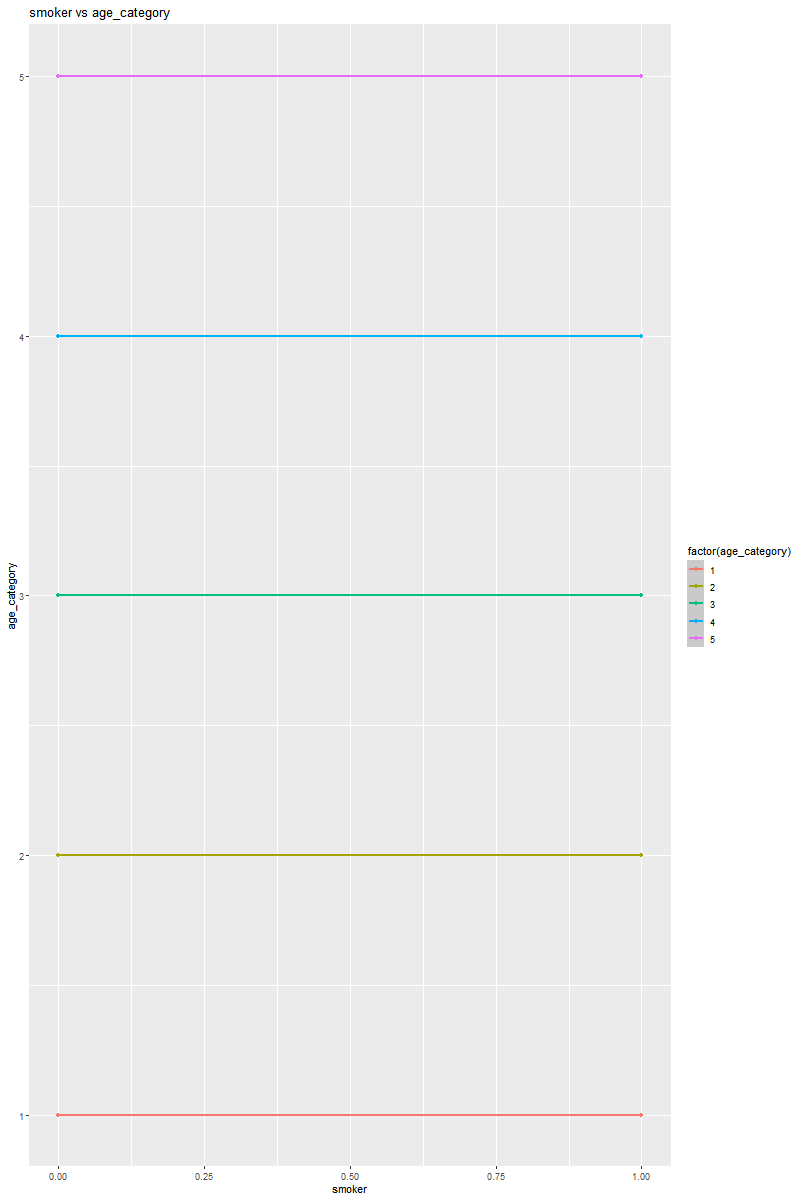 smoker vs age_category
5
4
3
2
1
age_category
0.00 0.25 0.50 0.75 1.00
smoker
factor(age_category)
1
2
3
4
5